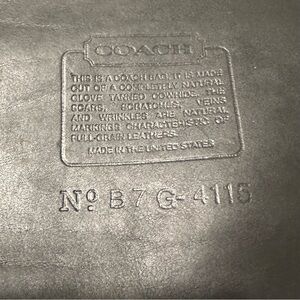 COACH
THIS IS A COACH BAG. IT IS MADE
OUT OF A COMPLETELY NATURAL
GLOVE TANNED COWHIDE. THE
SCARS, SCRATCHES, VEINS
AND WRINKLES ARE NATURAL
MARKINGS CHARACTERISTIC OF
FULL-GRAIN LEATHERS.
MADE IN THE UNITED STATES
Nº B7G-4115